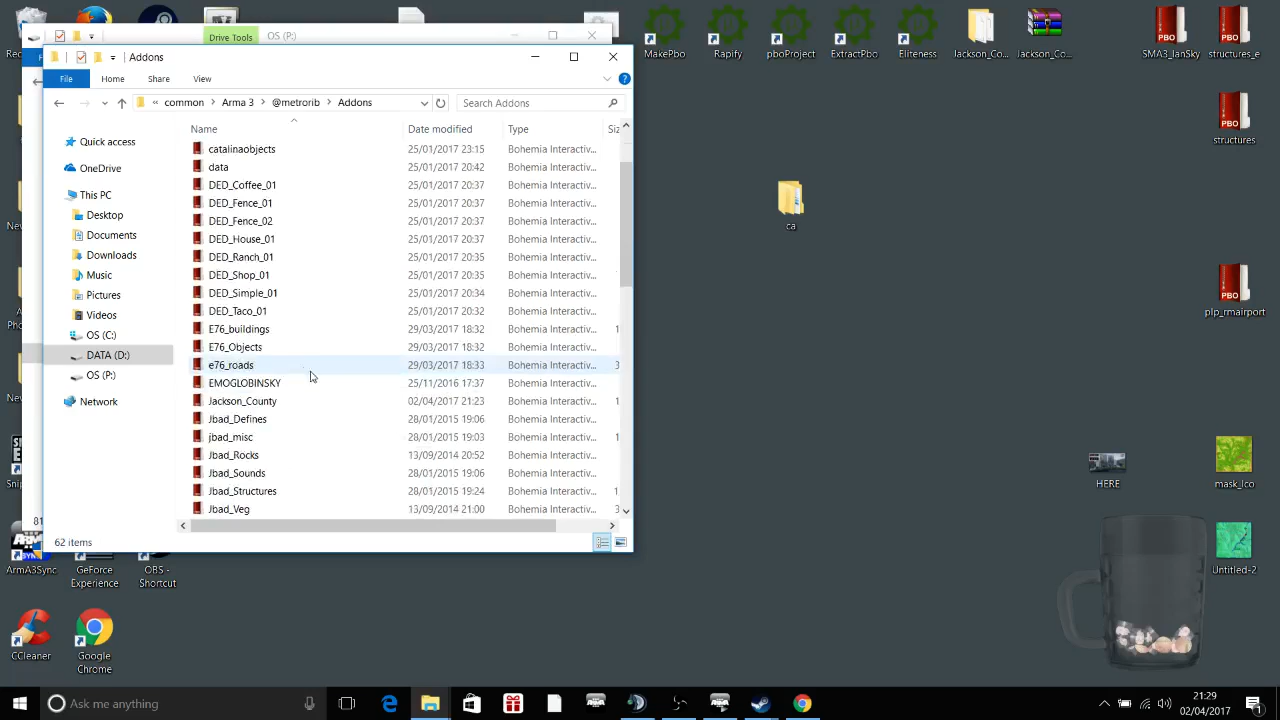 Drive Tools
OS (P:)
Addons
File
Home
Share
View
« common > Arma 3 > @metrorib > Addons
Search Addons
Name
Date modified
Type
Siz
Quick access
OneDrive
This PC
Desktop
Documents
Downloads
Music
Pictures
Videos
OS (C:)
DATA (D:)
OS (P:)
Network
catalinaobjects 25/01/2017 23:15 Bohemia Interactiv...
data 25/01/2017 20:42 Bohemia Interactiv...
DED_Coffee_01 25/01/2017 20:37 Bohemia Interactiv...
DED_Fence_01 25/01/2017 20:37 Bohemia Interactiv...
DED_Fence_02 25/01/2017 20:37 Bohemia Interactiv...
DED_House_01 25/01/2017 20:37 Bohemia Interactiv...
DED_Ranch_01 25/01/2017 20:35 Bohemia Interactiv...
DED_Shop_01 25/01/2017 20:35 Bohemia Interactiv...
DED_Simple_01 25/01/2017 20:34 Bohemia Interactiv...
DED_Taco_01 25/01/2017 20:32 Bohemia Interactiv...
E76_buildings 29/03/2017 18:32 Bohemia Interactiv... 1
E76_Objects 29/03/2017 18:32 Bohemia Interactiv...
e76_roads 29/03/2017 18:33 Bohemia Interactiv... 3
EMOGLOBINSKY 25/11/2016 17:37 Bohemia Interactiv...
Jackson_County 02/04/2017 21:23 Bohemia Interactiv... 1
Jbad_Defines 28/01/2015 19:06 Bohemia Interactiv...
jbad_misc 28/01/2015 19:03 Bohemia Interactiv... 1
Jbad_Rocks 13/09/2014 20:52 Bohemia Interactiv...
Jbad_Sounds 28/01/2015 19:06 Bohemia Interactiv...
Jbad_Structures 28/01/2015 19:24 Bohemia Interactiv... 1,
Jbad_Veg 13/09/2014 21:00 Bohemia Interactiv... 3
62 items
81
MakePbo
Rapify
pboProject
ExtractPbo
Eliteness
Jackson_Co...
Jackson_Co...
PBO
SMA3_IanSky
PBO
structures_e
PBO
structures
ca
PBO
plp_rmairport
HERE
mask_lco
Untitled-2
ArmA3Sync
GeForce
Experience
OBS -
Shortcut
CCleaner
Google
Chrome
Ask me anything
21:29
02/04/2017